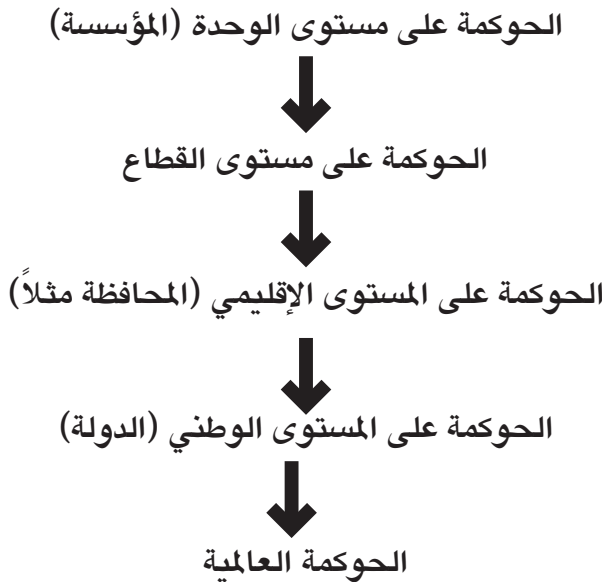 الحوكمة على مستوى الوحدة (المؤسسة)
الحوكمة على مستوى القطاع
الحوكمة على المستوى الإقليمي (المحافظة مثلاً)
الحوكمة على المستوى الوطني (الدولة)
الحوكمة العالمية